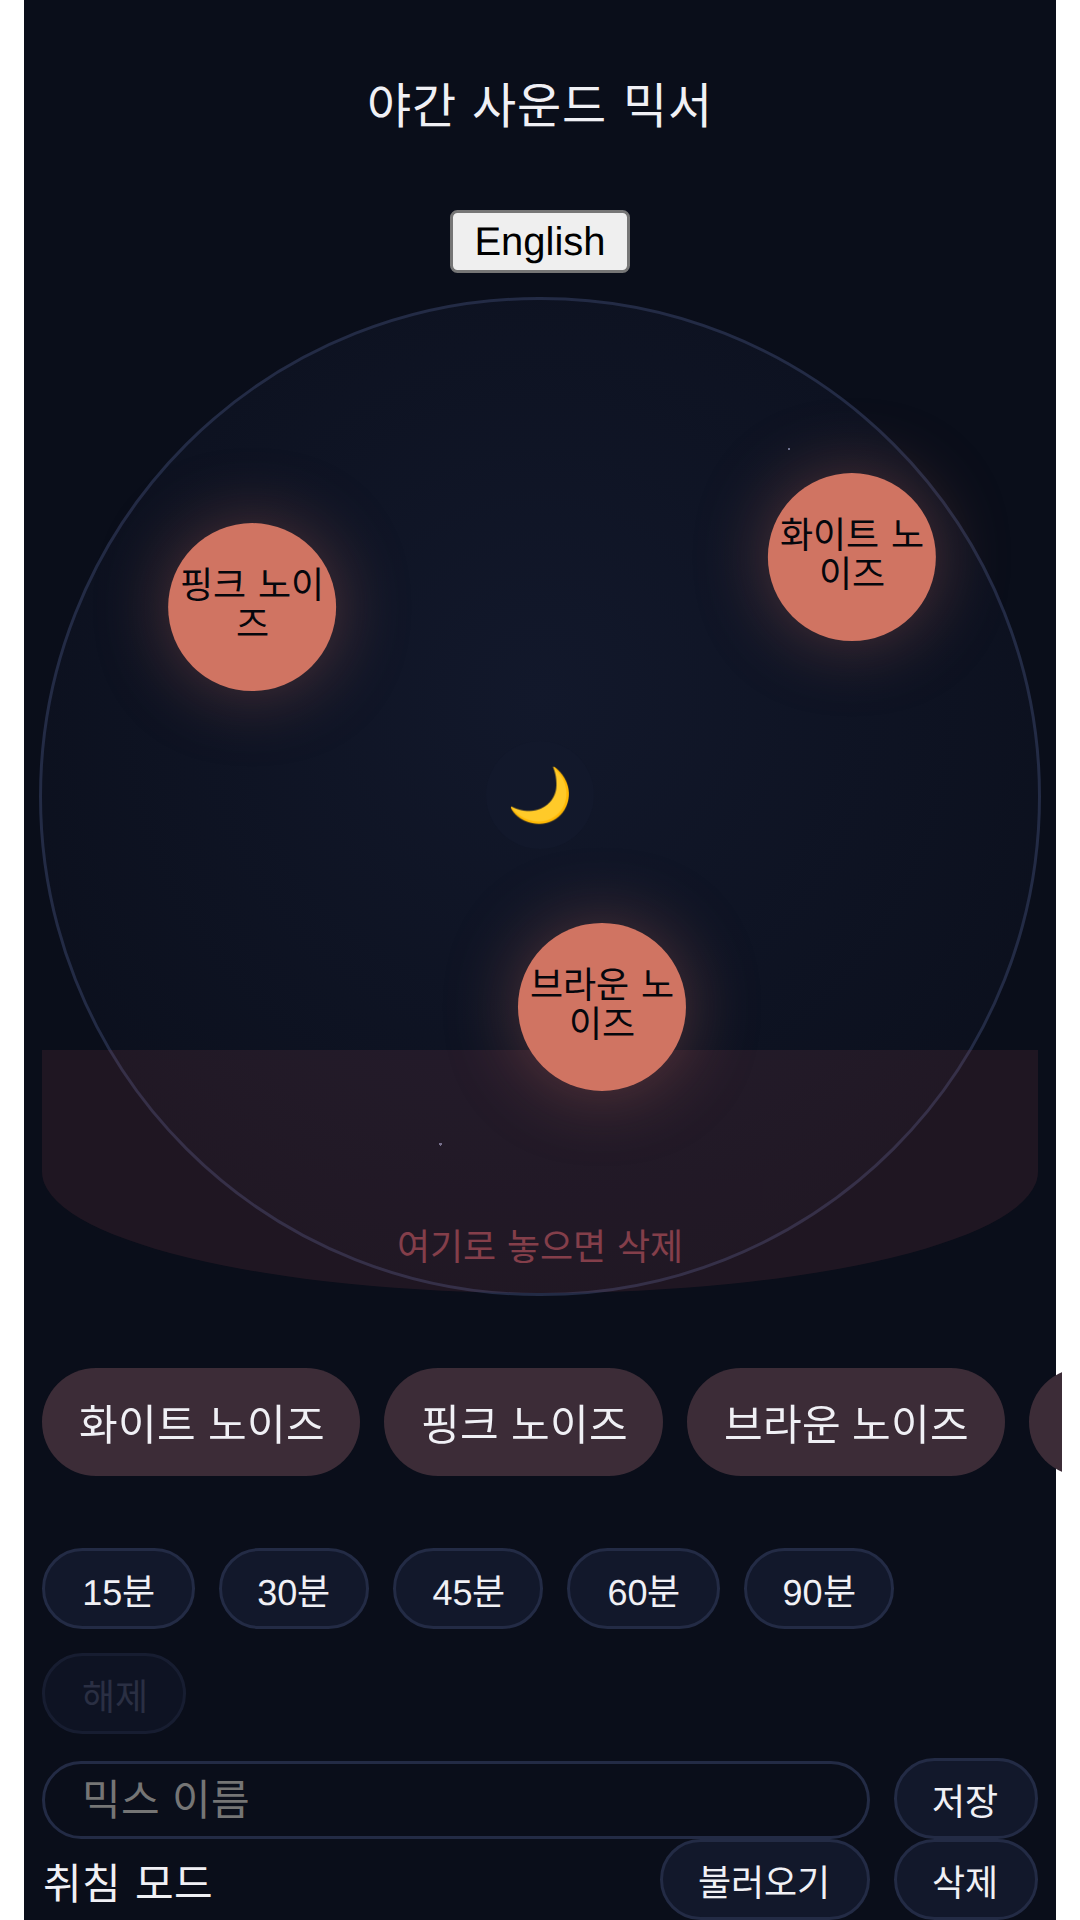 야간 사운드 믹서
English
화이트 노
이즈
핑크 노이
즈
브라운 노
이즈
여기로 놓으면 삭제
화이트 노이즈
핑크 노이즈
브라운 노이즈
15분
30분
45분
60분
90분
해제
믹스 이름
저장
취침 모드
불러오기
삭제